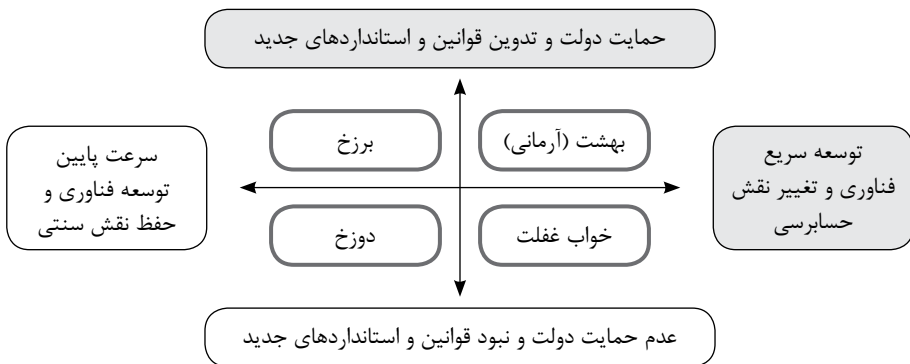 حمایت دولت و تدوین قوانین و استانداردهای جدید
بهشت (آرمانی)
برزخ
توسعه سریع
فناوری و تغییر نقش
حسابرسی
سرعت پایین
توسعه فناوری و
حفظ نقش سنتی
خواب غفلت
دوزخ
عدم حمایت دولت و نبود قوانین و استانداردهای جدید